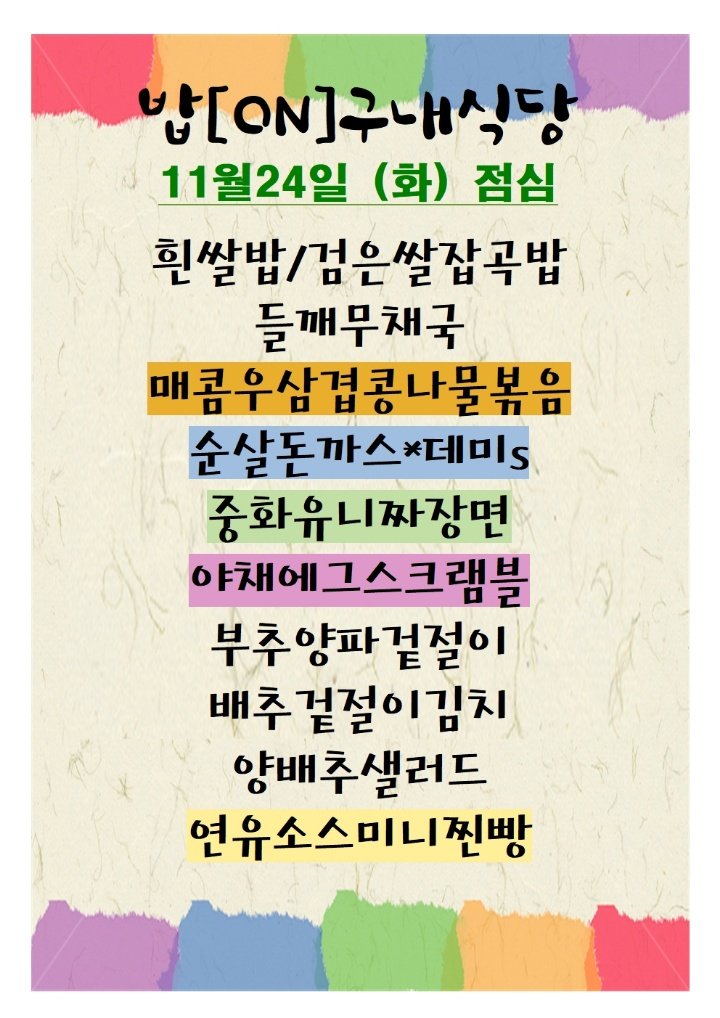 밥[ON]구내식당
11월24일 (화) 점심
흰쌀밥/검은쌀잡곡밥
들깨무채국
매콤우삼겹콩나물볶음
순살돈까스*데미s
중화유니짜장면
야채에그스크램블
부추양파겉절이
배추겉절이김치
양배추샐러드
연유소스미니찐빵